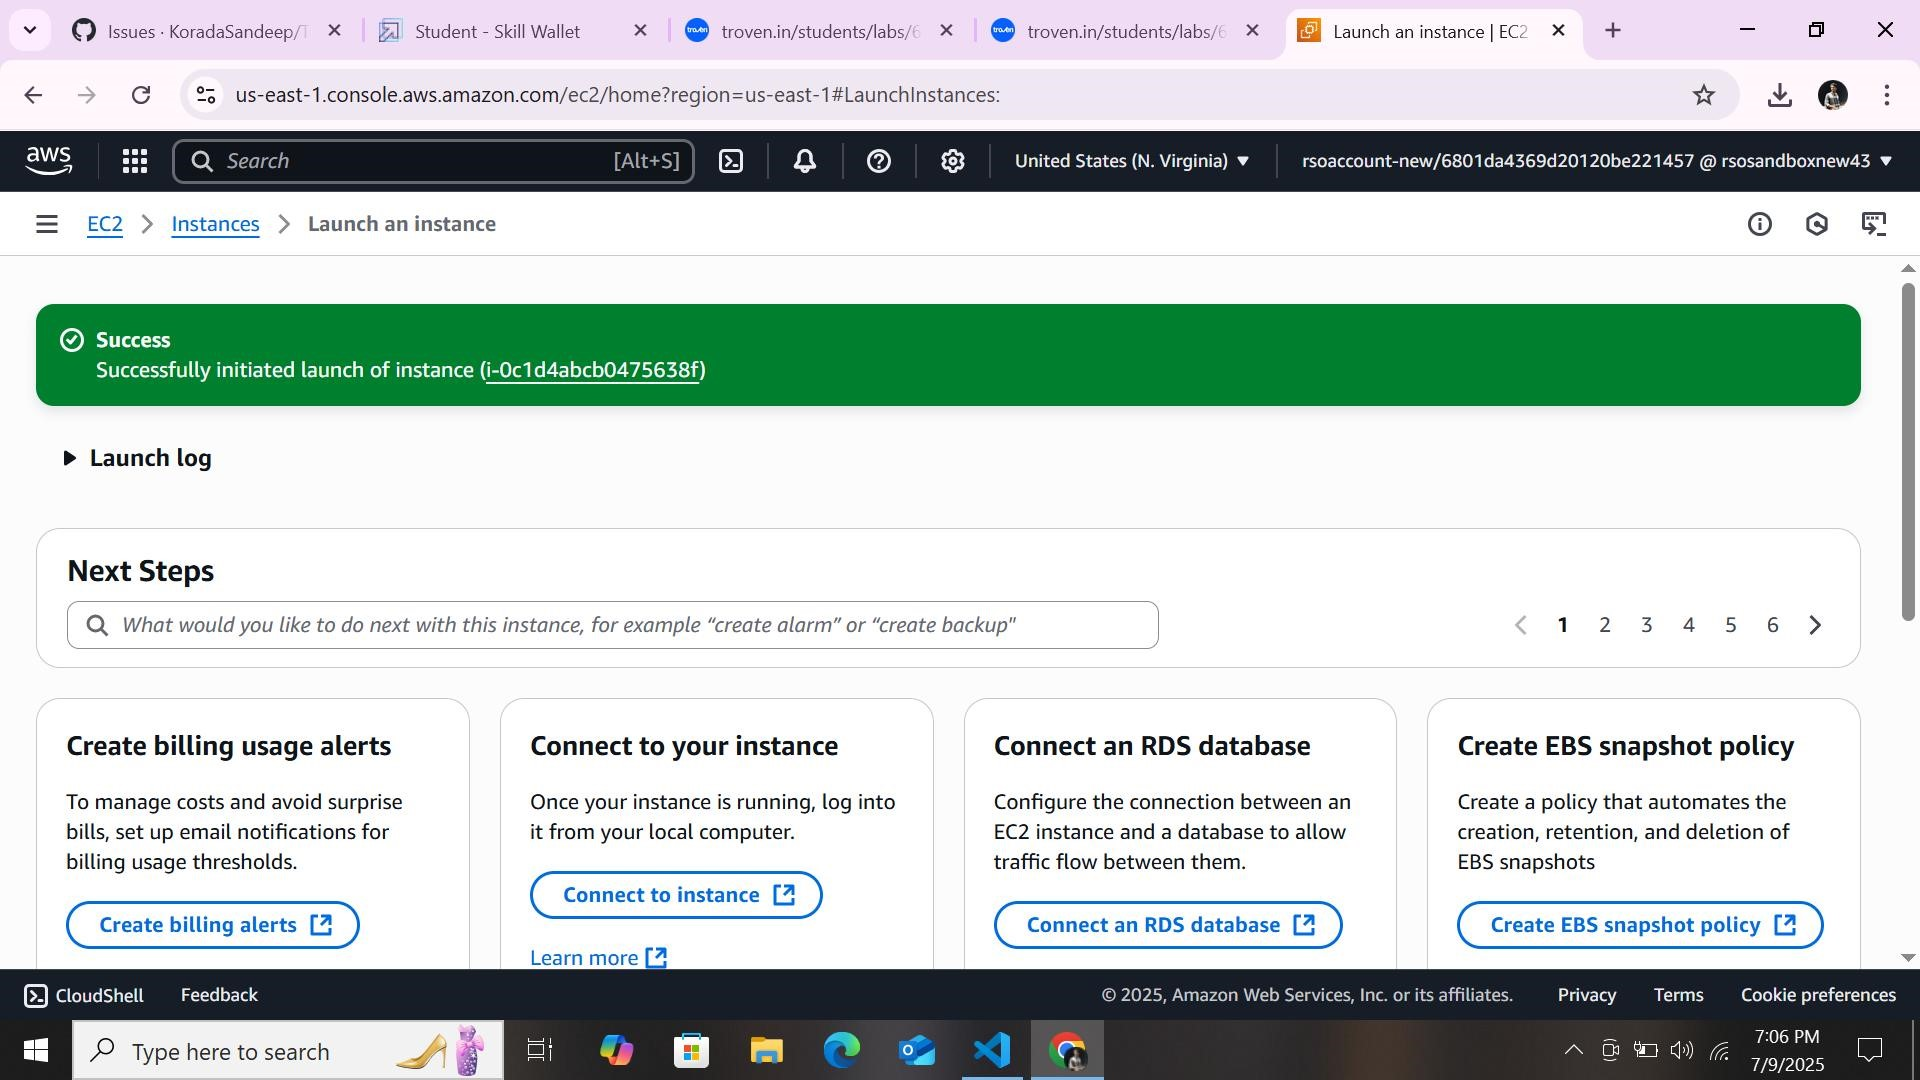 Issues · KoradaSandeep/T
Student - Skill Wallet
troven.in/students/labs/6
troven.in/students/labs/6
Launch an instance | EC2
us-east-1.console.aws.amazon.com/ec2/home?region=us-east-1#LaunchInstances:
aws
Search
[Alt+S]
United States (N. Virginia)
rsoaccount-new/6801da4369d20120be221457 @ rsosandboxnew43
EC2
Instances
Launch an instance
Success
Successfully initiated launch of instance (i-0c1d4abcb0475638f)
Launch log
Next Steps
What would you like to do next with this instance, for example “create alarm” or “create backup"
1 2 3 4 5 6
Create billing usage alerts
To manage costs and avoid surprise
bills, set up email notifications for
billing usage thresholds.
Create billing alerts
Connect to your instance
Once your instance is running, log into
it from your local computer.
Connect to instance
Learn more
Connect an RDS database
Configure the connection between an
EC2 instance and a database to allow
traffic flow between them.
Connect an RDS database
Create EBS snapshot policy
Create a policy that automates the
creation, retention, and deletion of
EBS snapshots
Create EBS snapshot policy
CloudShell
Feedback
© 2025, Amazon Web Services, Inc. or its affiliates.
Privacy
Terms
Cookie preferences
Type here to search
7:06 PM
7/9/2025